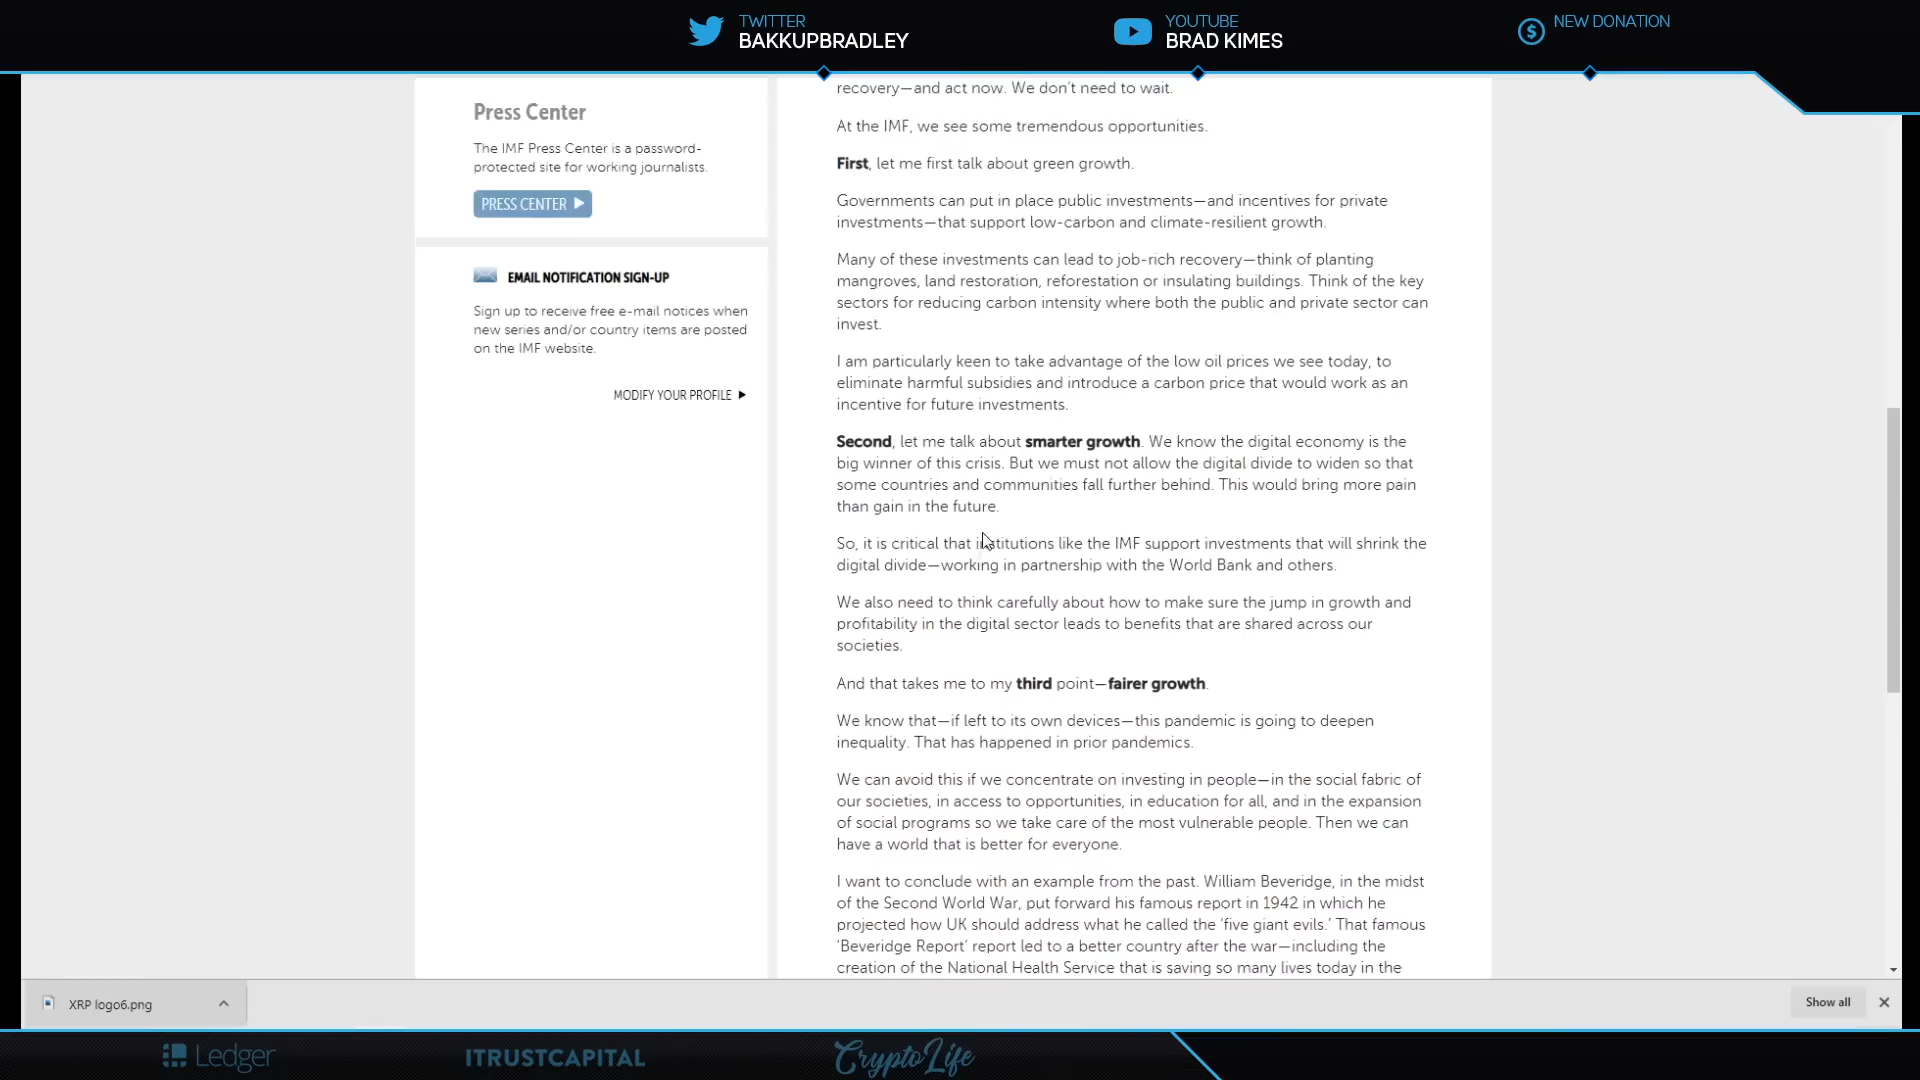 TWITTER
BAKKUPBRADLEY
YOUTUBE
BRAD KIMES
NEW DONATION
Press Center
The IMF Press Center is a password-
protected site for working journalists.
PRESS CENTER
EMAIL NOTIFICATION SIGN-UP
Sign up to receive free e-mail notices when
new series and/or country items are posted
on the IMF website.
MODIFY YOUR PROFILE
recovery—and act now. We don't need to wait.
At the IMF, we see some tremendous opportunities.
First, let me first talk about green growth.
Governments can put in place public investments—and incentives for private
investments—that support low-carbon and climate-resilient growth.
Many of these investments can lead to job-rich recovery—think of planting
mangroves, land restoration, reforestation or insulating buildings. Think of the key
sectors for reducing carbon intensity where both the public and private sector can
invest.
I am particularly keen to take advantage of the low oil prices we see today, to
eliminate harmful subsidies and introduce a carbon price that would work as an
incentive for future investments.
Second, let me talk about smarter growth. We know the digital economy is the
big winner of this crisis. But we must not allow the digital divide to widen so that
some countries and communities fall further behind. This would bring more pain
than gain in the future.
So, it is critical that institutions like the IMF support investments that will shrink the
digital divide—working in partnership with the World Bank and others.
We also need to think carefully about how to make sure the jump in growth and
profitability in the digital sector leads to benefits that are shared across our
societies.
And that takes me to my third point—fairer growth.
We know that—if left to its own devices—this pandemic is going to deepen
inequality. That has happened in prior pandemics.
We can avoid this if we concentrate on investing in people—in the social fabric of
our societies, in access to opportunities, in education for all, and in the expansion
of social programs so we take care of the most vulnerable people. Then we can
have a world that is better for everyone.
I want to conclude with an example from the past. William Beveridge, in the midst
of the Second World War, put forward his famous report in 1942 in which he
projected how UK should address what he called the 'five giant evils.' That famous
'Beveridge Report' report led to a better country after the war—including the
creation of the National Health Service that is saving so many lives today in the
XRP logo6.png
Show all
Ledger
ITRUSTCAPITAL
CryptoLife